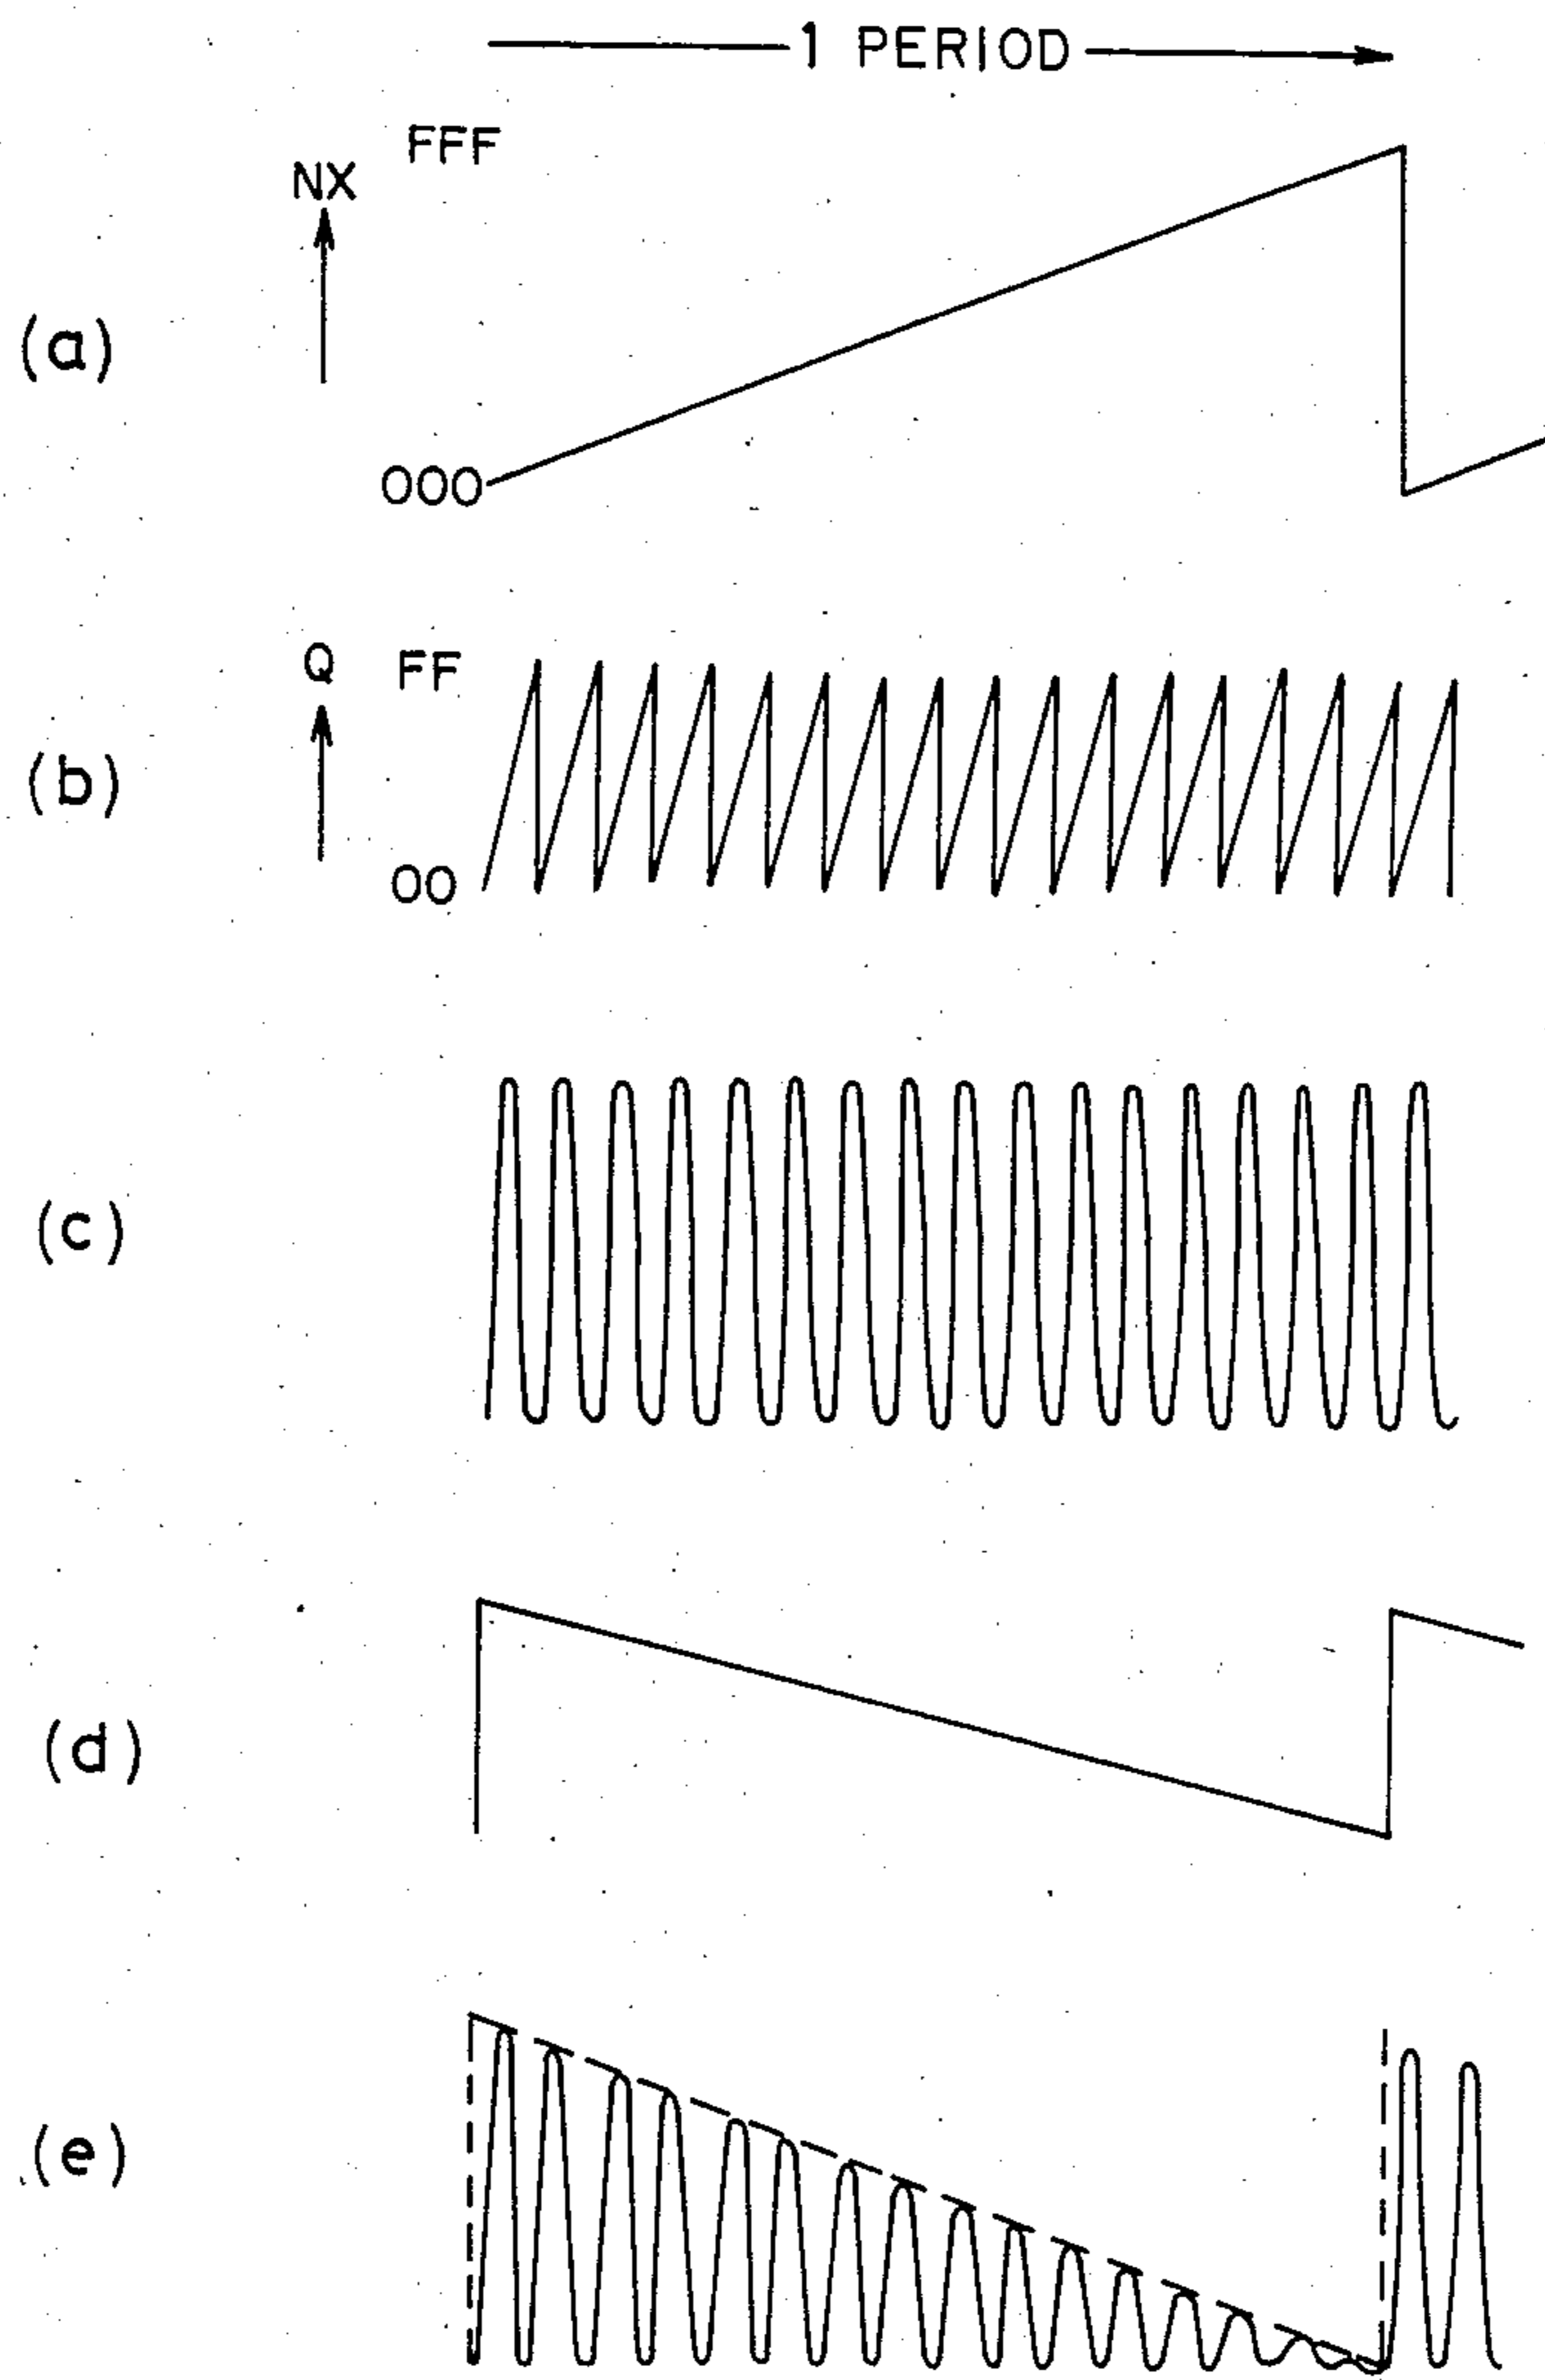 1 PERIOD
FFF
NX
(a)
000
Q FF
(b)
00
(c)
(d)
(e)